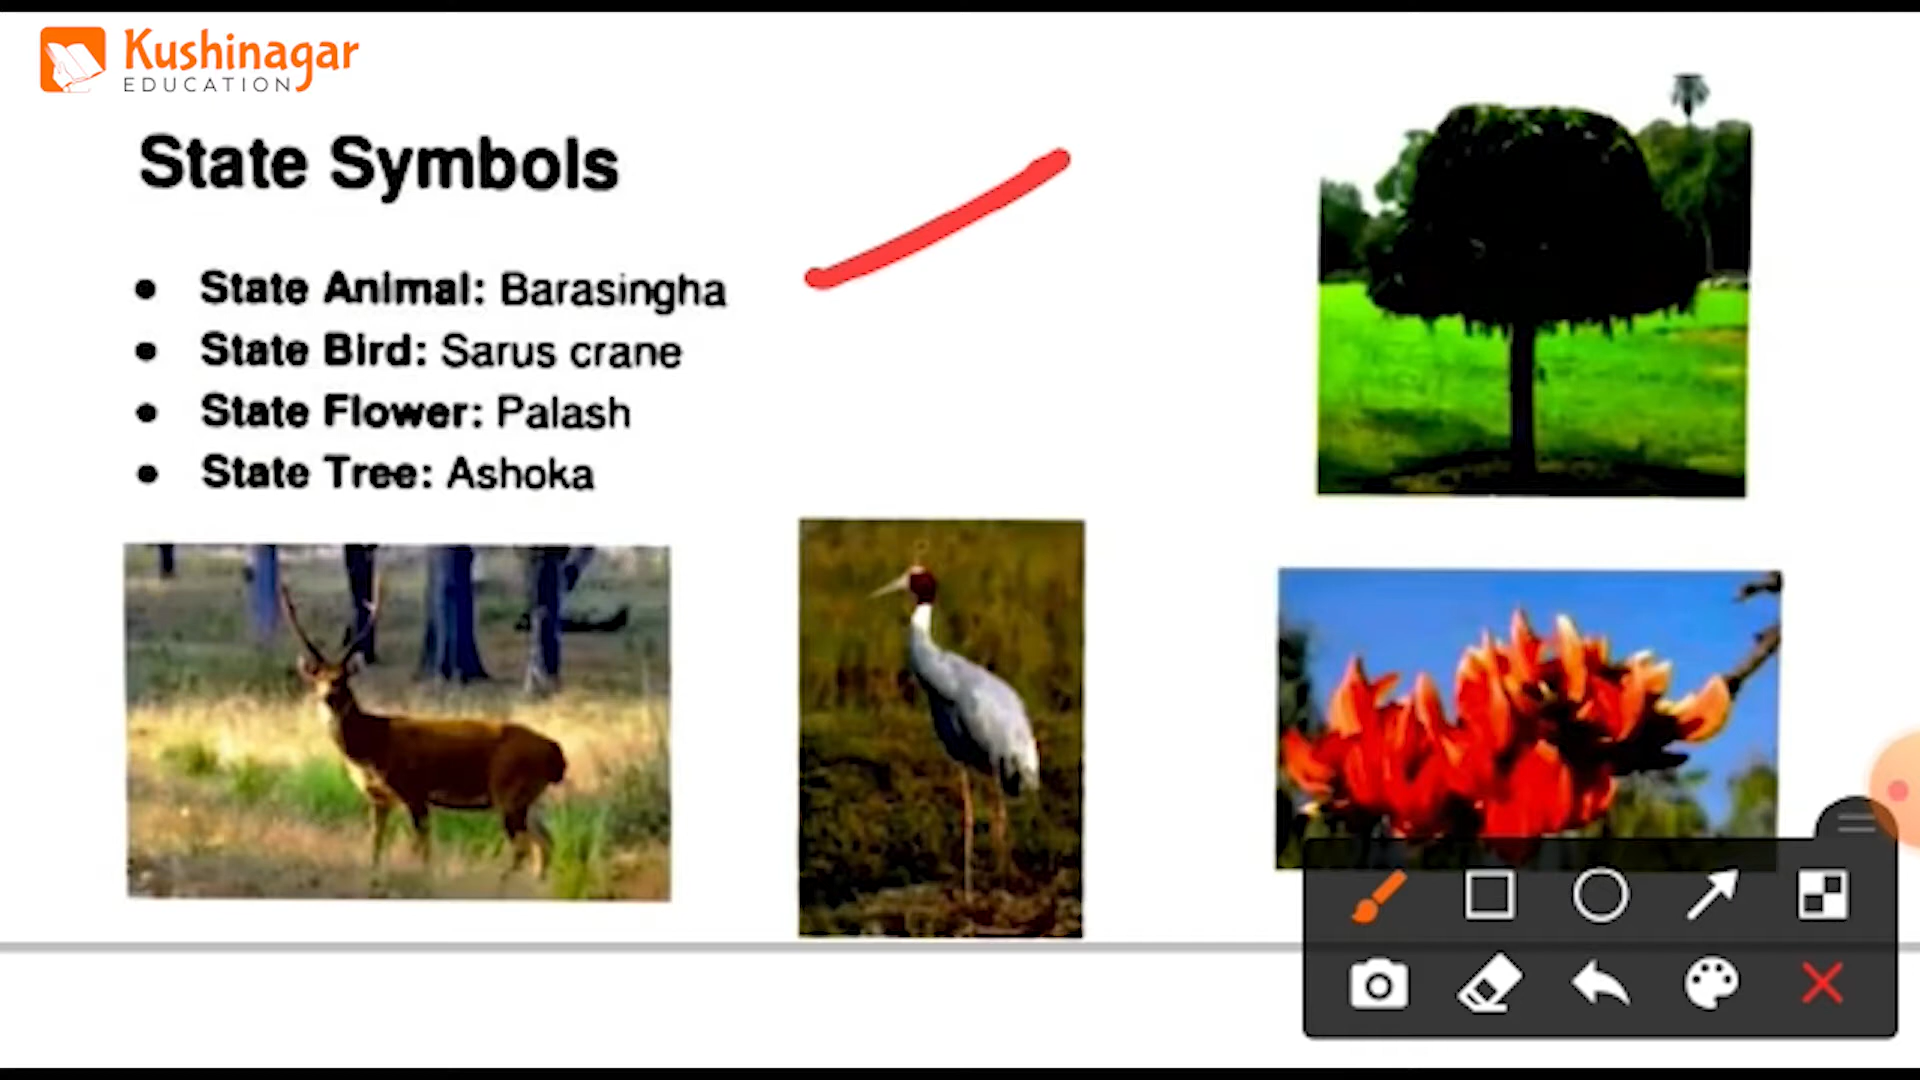 Kushinagar
EDUCATION
State Symbols
• State Animal: Barasingha
• State Bird: Sarus crane
• State Flower: Palash
• State Tree: Ashoka